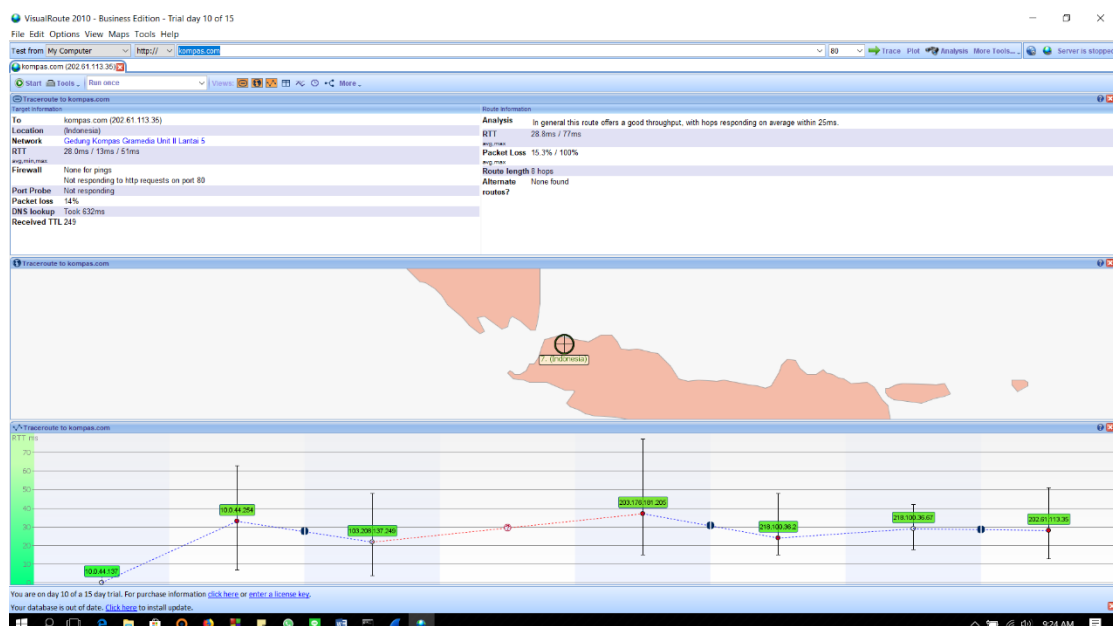 VisualRoute 2010 - Business Edition - Trial day 10 of 15
File Edit Options View Maps Tools Help
Test from My Computer http:// kompas.com 80 Trace Plot Analysis More Tools... Server is stopped
kompas.com (202.61.113.35)
Start Tools Run once Views: More
Traceroute to kompas.com
Target Information Route Information
To kompas.com (202.61.113.35)
Location (Indonesia)
Network Gedung Kompas Gramedia Unit II Lantai 5
RTT 28.0ms / 13ms / 51ms
avg,min,max
Firewall None for pings
Not responding to http requests on port 80
Port Probe Not responding
Packet loss 14%
DNS lookup Took 632ms
Received TTL 249
Analysis In general this route offers a good throughput, with hops responding on average within 25ms.
RTT 28.8ms / 77ms
avg,max
Packet Loss 15.3% / 100%
avg,max
Route length 8 hops
Alternate None found
routes?
Traceroute to kompas.com
7. (Indonesia)
Traceroute to kompas.com
RTT ms
70
60
50
40
30
20
10.0.44.137
10.0.44.254
103.208.137.249
203.176.181.205
218.100.36.2
218.100.36.67
202.61.113.35
You are on day 10 of a 15 day trial. For purchase information click here or enter a license key.
Your database is out of date. Click here to install update.
9:24 AM